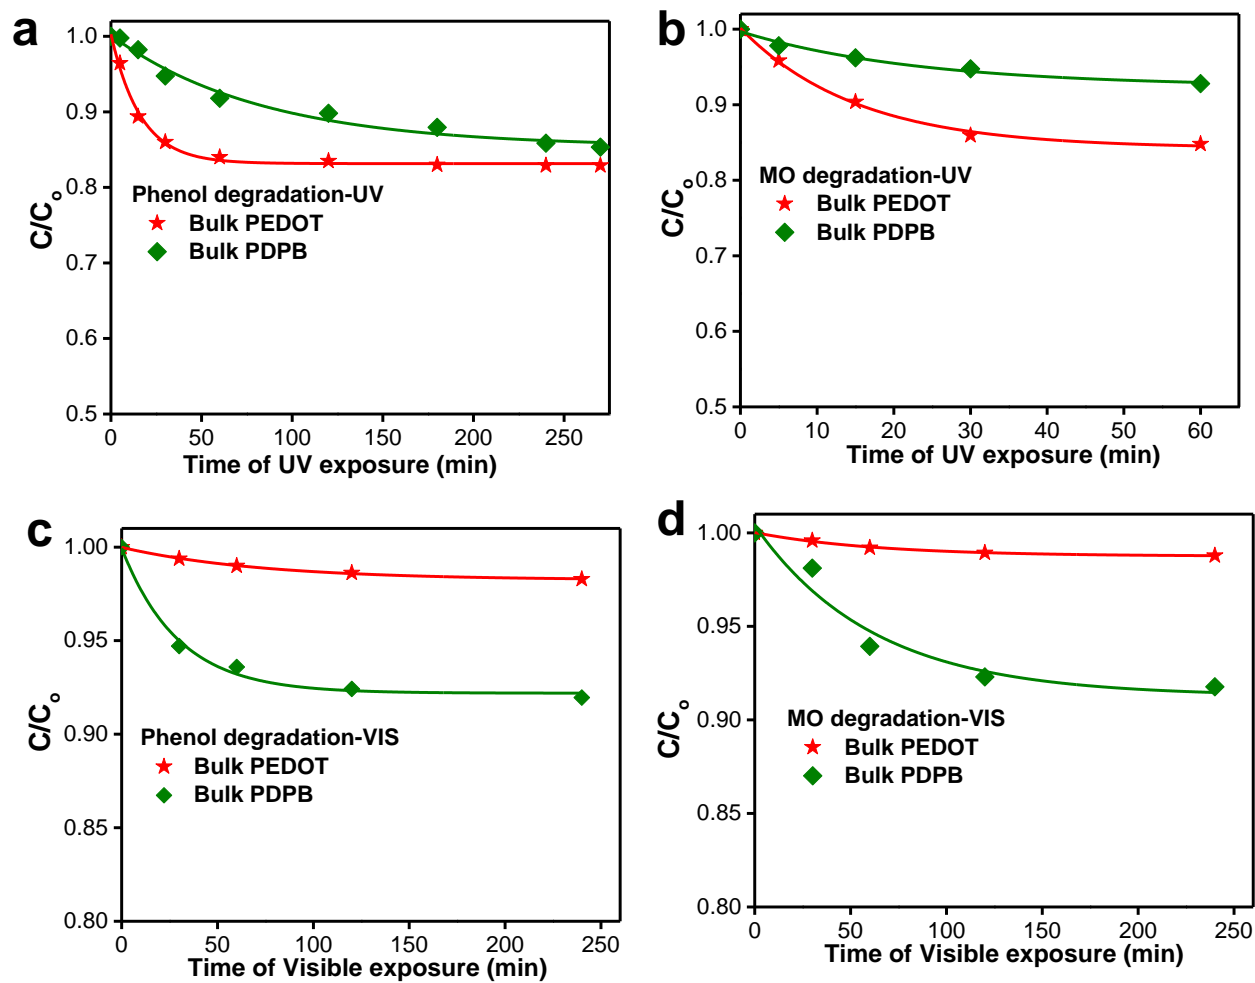 a
1.0
0.9
0.8
0.7
0.6
0.5
C/Co
Phenol degradation-UV
Bulk PEDOT
Bulk PDPB
0 50 100 150 200 250
Time of UV exposure (min)
b
1.0
0.9
0.8
0.7
0.6
0.5
C/Co
MO degradation-UV
Bulk PEDOT
Bulk PDPB
0 10 20 30 40 50 60
Time of UV exposure (min)
c
1.00
0.95
0.90
0.85
0.80
C/Co
Phenol degradation-VIS
Bulk PEDOT
Bulk PDPB
0 50 100 150 200 250
Time of Visible exposure (min)
d
1.00
0.95
0.90
0.85
0.80
C/Co
MO degradation-VIS
Bulk PEDOT
Bulk PDPB
0 50 100 150 200 250
Time of Visible exposure (min)